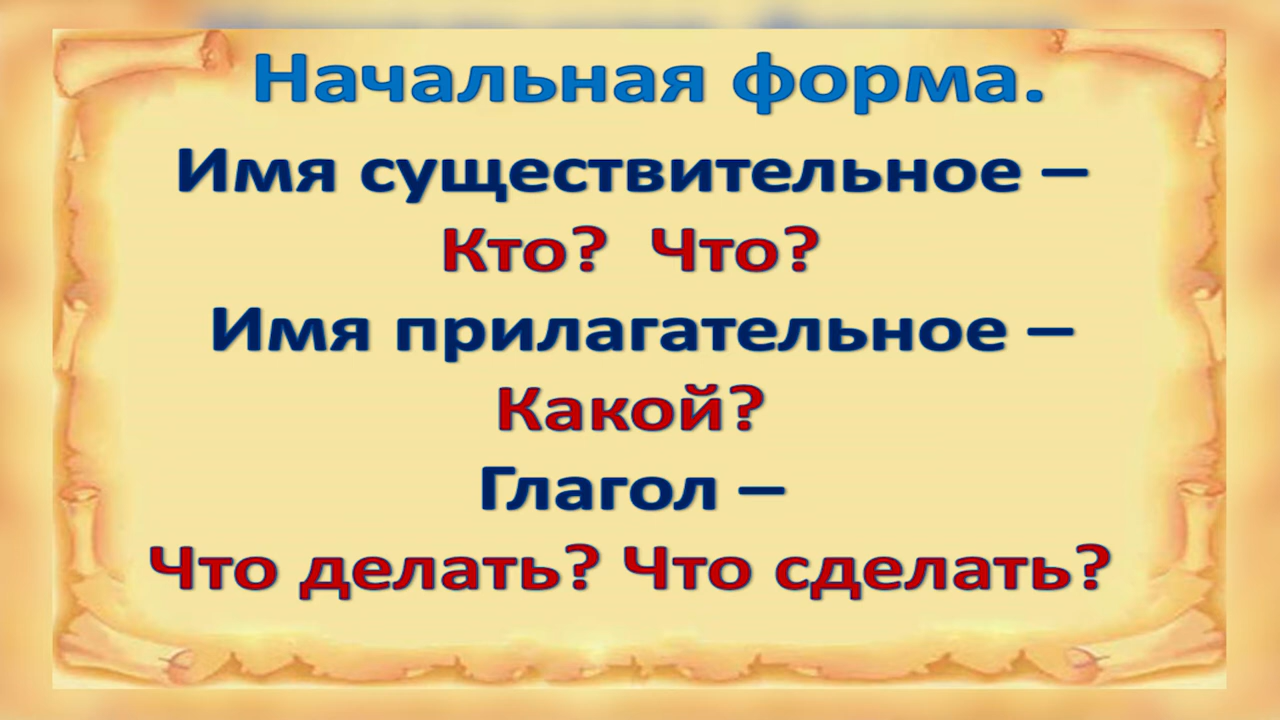 Начальная форма.
Имя существительное –
Кто? Что?
Имя прилагательное –
Какой?
Глагол –
Что делать? Что сделать?